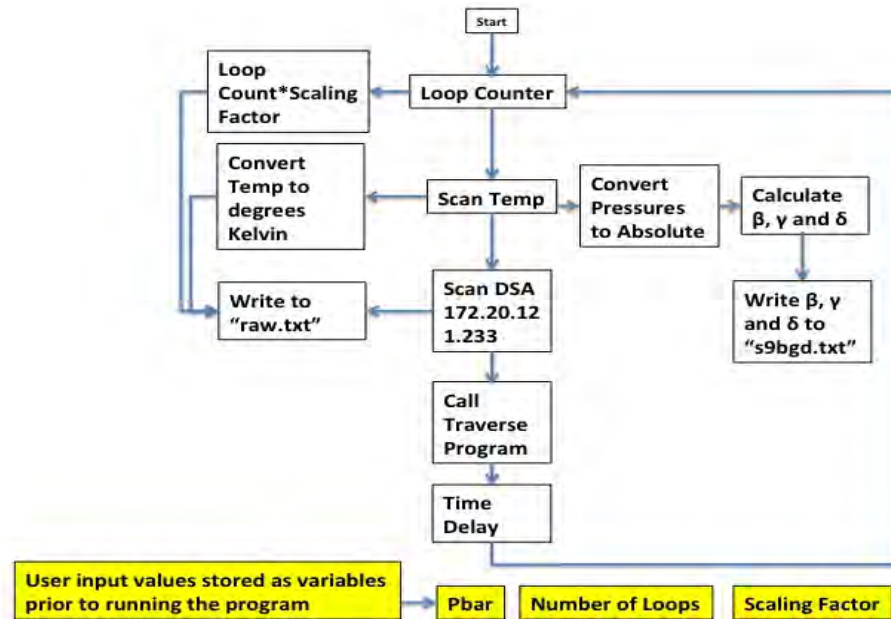 Start
Loop
Count*Scaling
Factor
Loop Counter
Convert
Temp to
degrees
Kelvin
Scan Temp
Convert
Pressures
to Absolute
Calculate
β, γ and δ
Write to
“raw.txt”
Scan DSA
172.20.12
1.233
Write β, γ
and δ to
“s9bgd.txt”
Call
Traverse
Program
Time
Delay
User input values stored as variables
prior to running the program
Pbar
Number of Loops
Scaling Factor